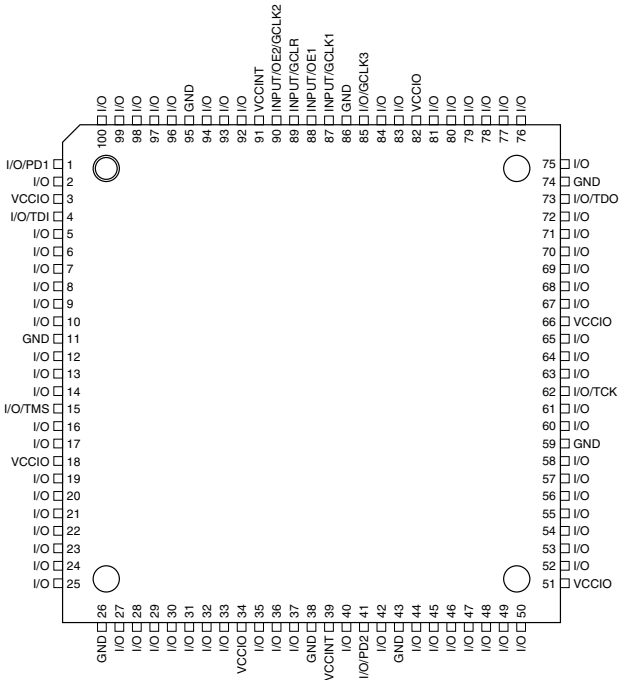 I/O I/O I/O I/O I/O GND I/O I/O I/O VCCINT INPUT/OE2/GCLK2 INPUT/GCLR INPUT/OE1 INPUT/GCLK1 GND I/O/GCLK3 I/O I/O VCCIO I/O I/O I/O I/O I/O I/O
100 99 98 97 96 95 94 93 92 91 90 89 88 87 86 85 84 83 82 81 80 79 78 77 76
I/O/PD1 1 75 I/O
I/O 2 74 GND
VCCIO 3 73 I/O/TDO
I/O/TDI 4 72 I/O
I/O 5 71 I/O
I/O 6 70 I/O
I/O 7 69 I/O
I/O 8 68 I/O
I/O 9 67 I/O
I/O 10 66 VCCIO
GND 11 65 I/O
I/O 12 64 I/O
I/O 13 63 I/O
I/O 14 62 I/O/TCK
I/O/TMS 15 61 I/O
I/O 16 60 I/O
I/O 17 59 GND
VCCIO 18 58 I/O
I/O 19 57 I/O
I/O 20 56 I/O
I/O 21 55 I/O
I/O 22 54 I/O
I/O 23 53 I/O
I/O 24 52 I/O
I/O 25 51 VCCIO
26 27 28 29 30 31 32 33 34 35 36 37 38 39 40 41 42 43 44 45 46 47 48 49 50
GND I/O I/O I/O I/O I/O I/O I/O VCCIO I/O I/O I/O GND VCCINT I/O I/O/PD2 I/O GND I/O I/O I/O I/O I/O I/O I/O